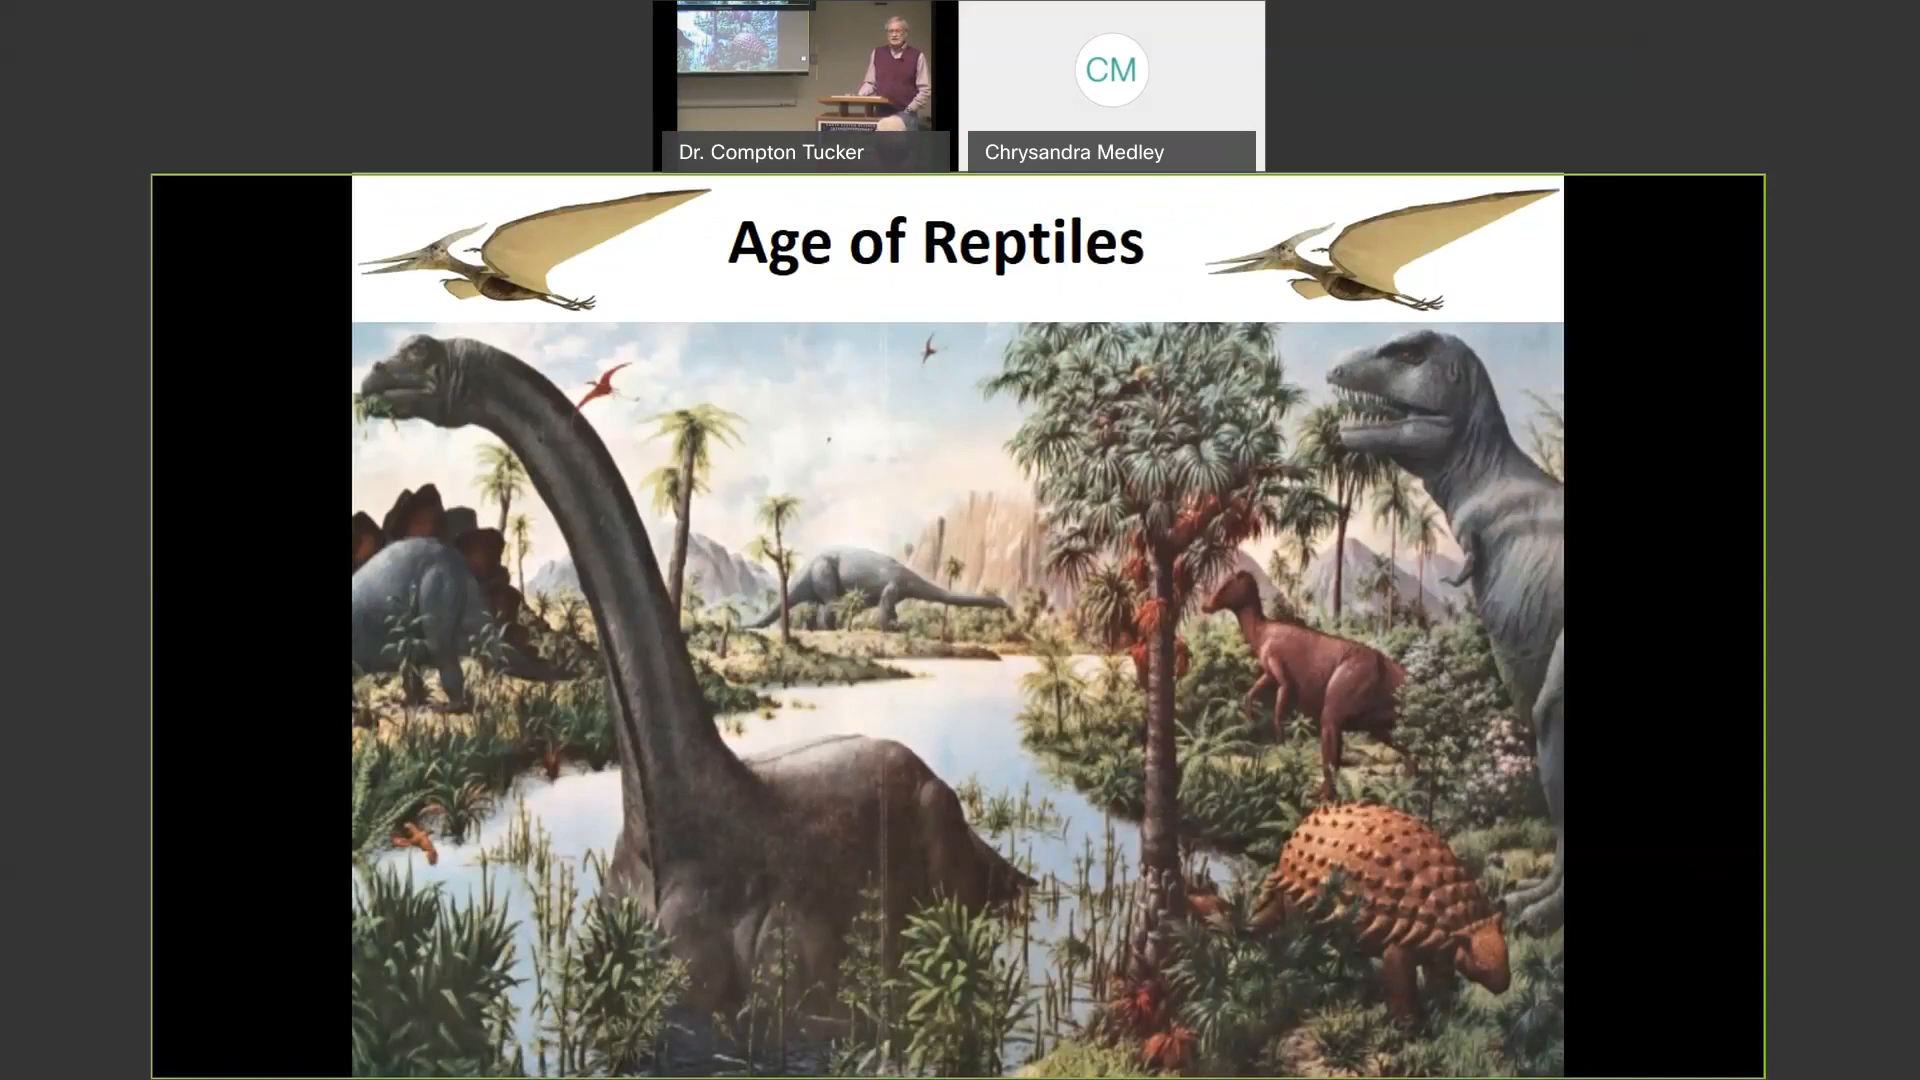 Dr. Compton Tucker
CM
Chrysandra Medley
Age of Reptiles